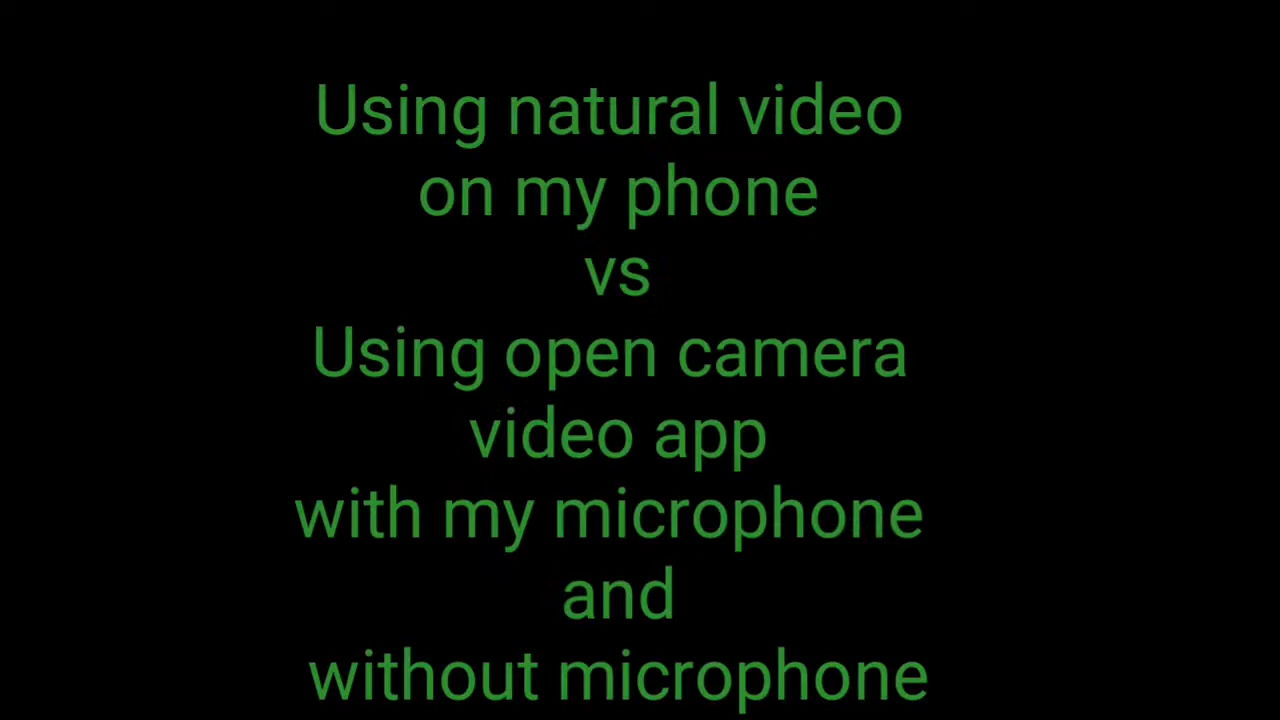 Using natural video
on my phone
vs
Using open camera
video app
with my microphone
and
without microphone